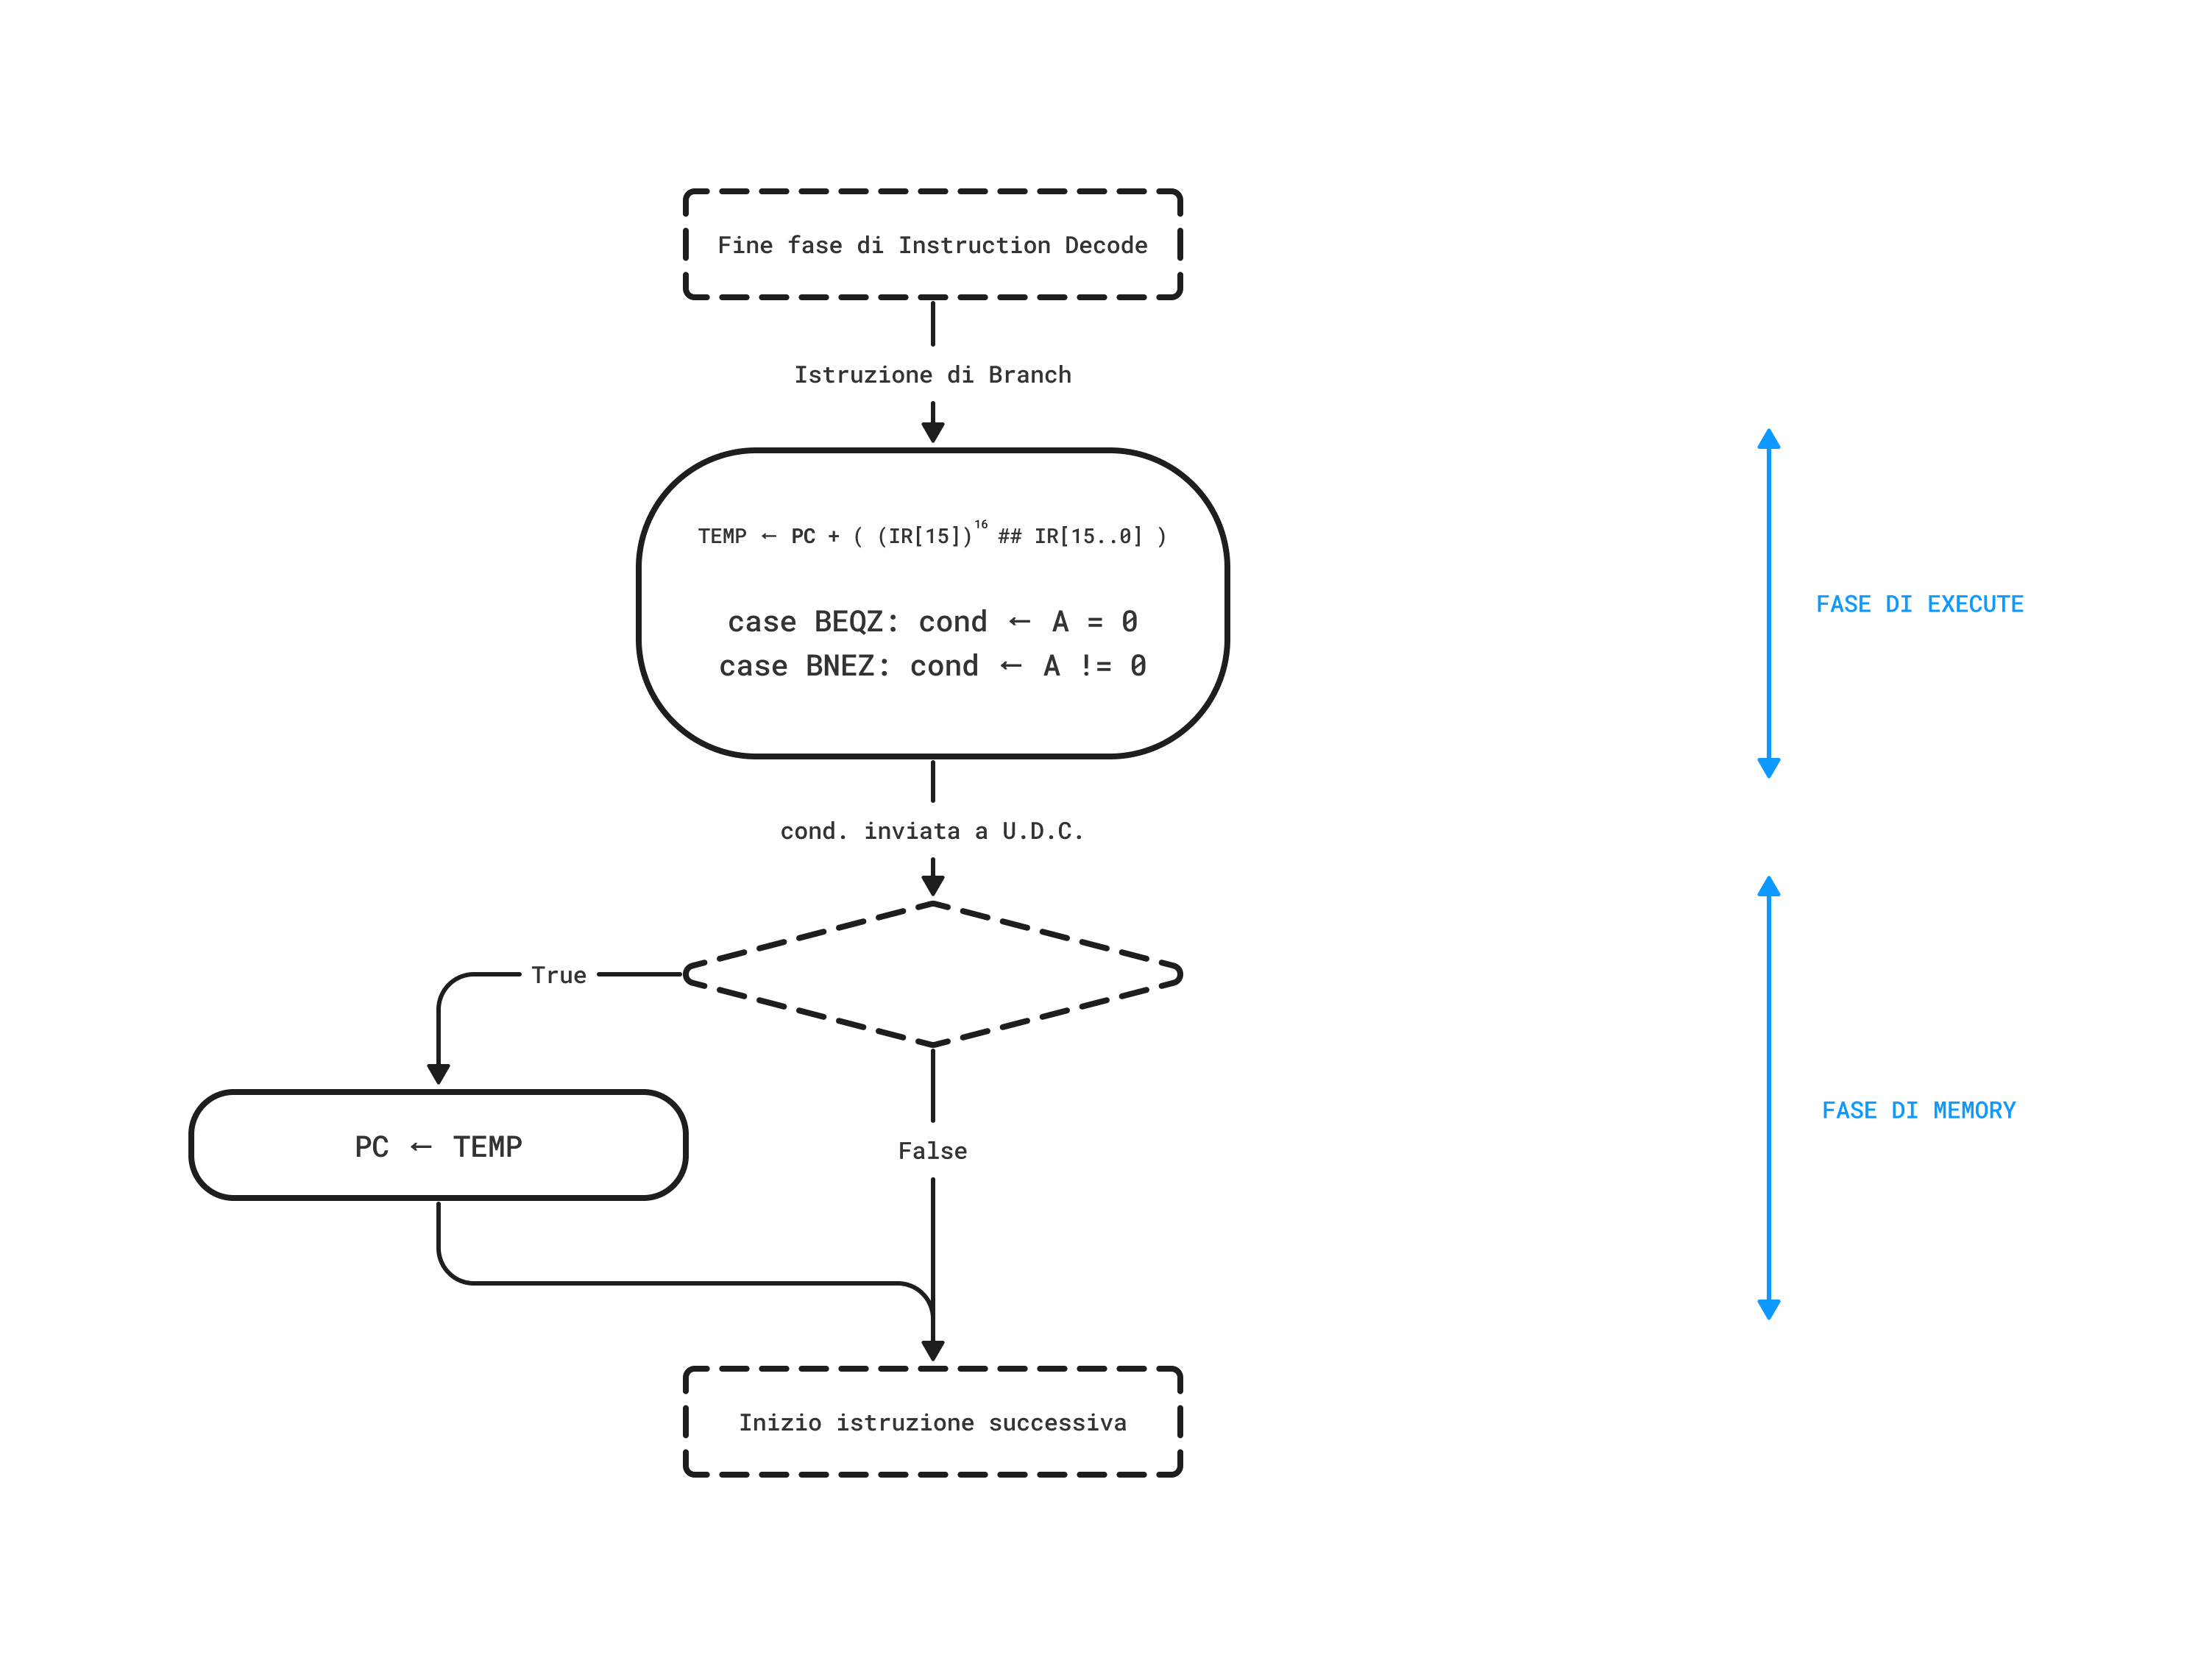 Fine fase di Instruction Decode
Istruzione di Branch
TEMP ← PC + ( (IR[15])¹⁶ ## IR[15..0] )
case BEQZ: cond ← A = 0
case BNEZ: cond ← A != 0
FASE DI EXECUTE
cond. inviata a U.D.C.
True
PC ← TEMP
False
FASE DI MEMORY
Inizio istruzione successiva